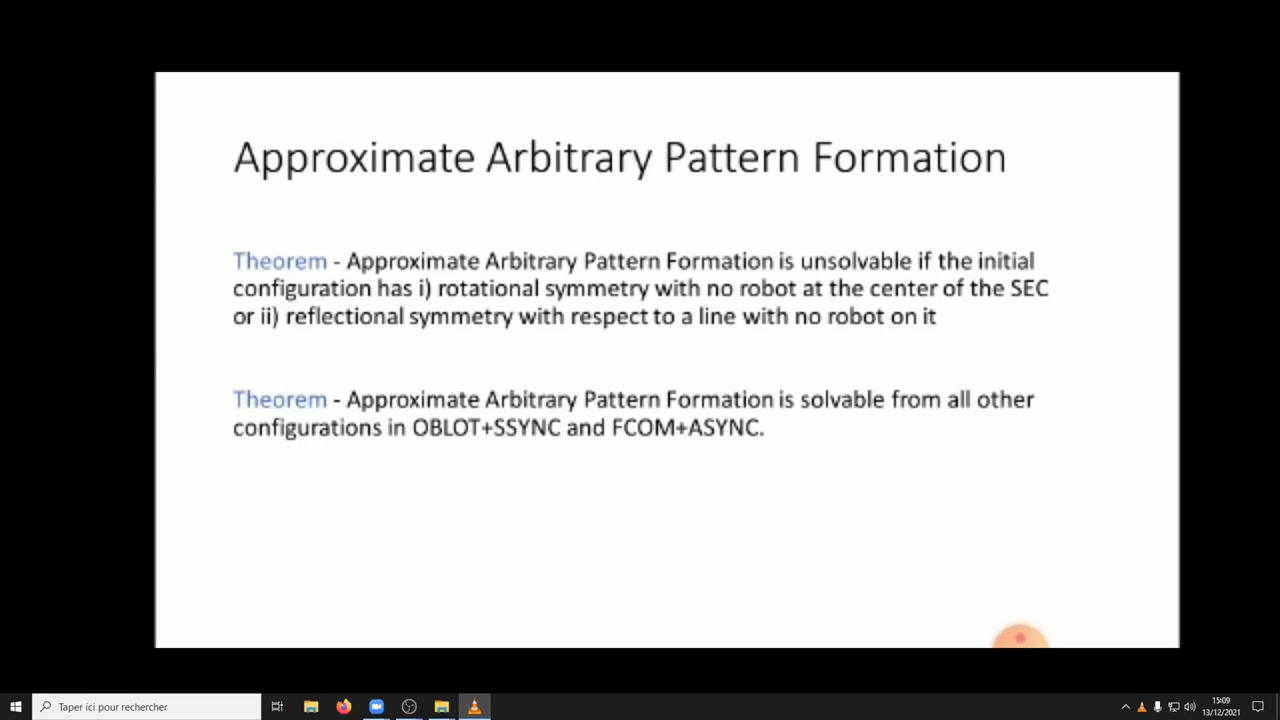 Approximate Arbitrary Pattern Formation
Theorem - Approximate Arbitrary Pattern Formation is unsolvable if the initial
configuration has i) rotational symmetry with no robot at the center of the SEC
or ii) reflectional symmetry with respect to a line with no robot on it
Theorem - Approximate Arbitrary Pattern Formation is solvable from all other
configurations in OBLOT+SSYNC and FCOM+ASYNC.
Taper ici pour rechercher
15:09
13/12/2021